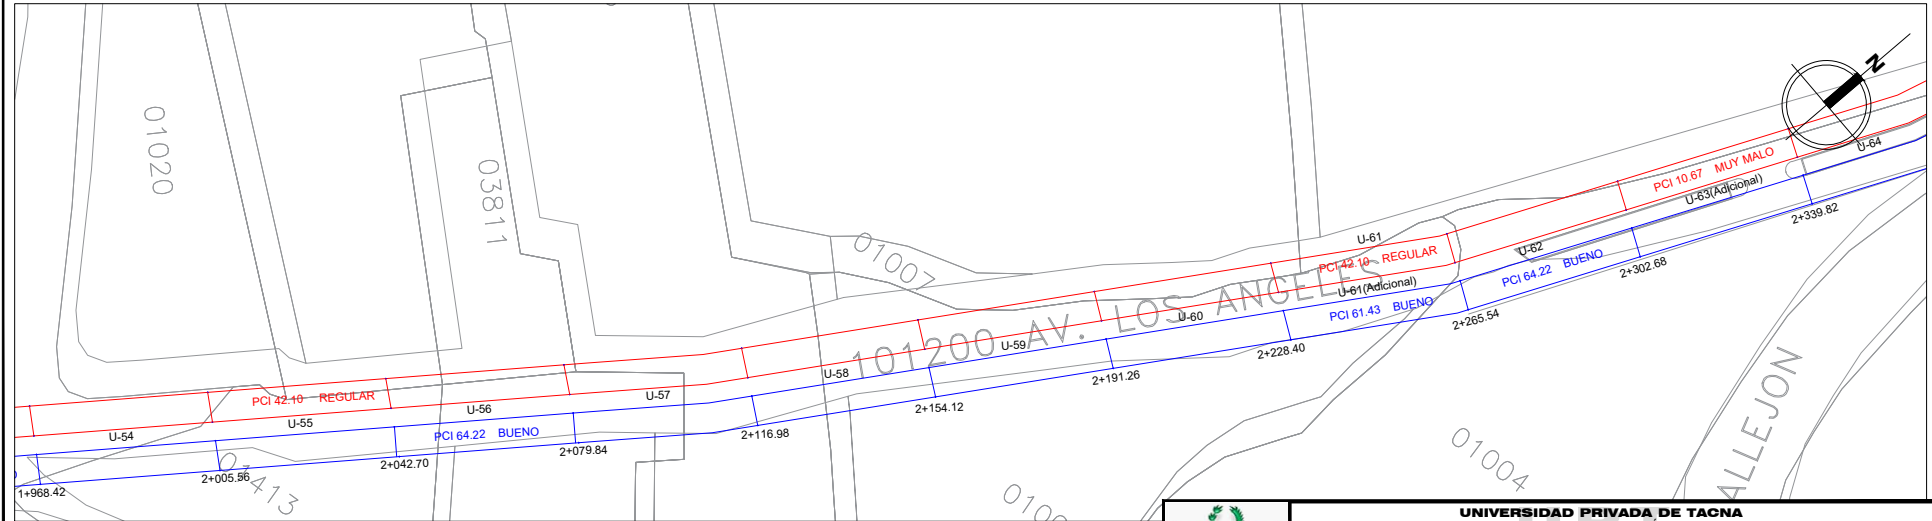 01020
03811
01007
101200 AV. LOS ANGELES
01004
N
U-54
U-55
U-56
U-57
U-58
U-59
U-60
U-61
U-61(Adicional)
U-62
U-63(Adicional)
U-64
PCI 42.10 REGULAR
PCI 64.22 BUENO
PCI 42.10 REGULAR
PCI 61.43 BUENO
PCI 64.22 BUENO
PCI 10.67 MUY MALO
1+968.42
2+005.56
2+042.70
2+079.84
2+116.98
2+154.12
2+191.26
2+228.40
2+265.54
2+302.68
2+339.82
413
ALLEJON
UNIVERSIDAD PRIVADA DE TACNA